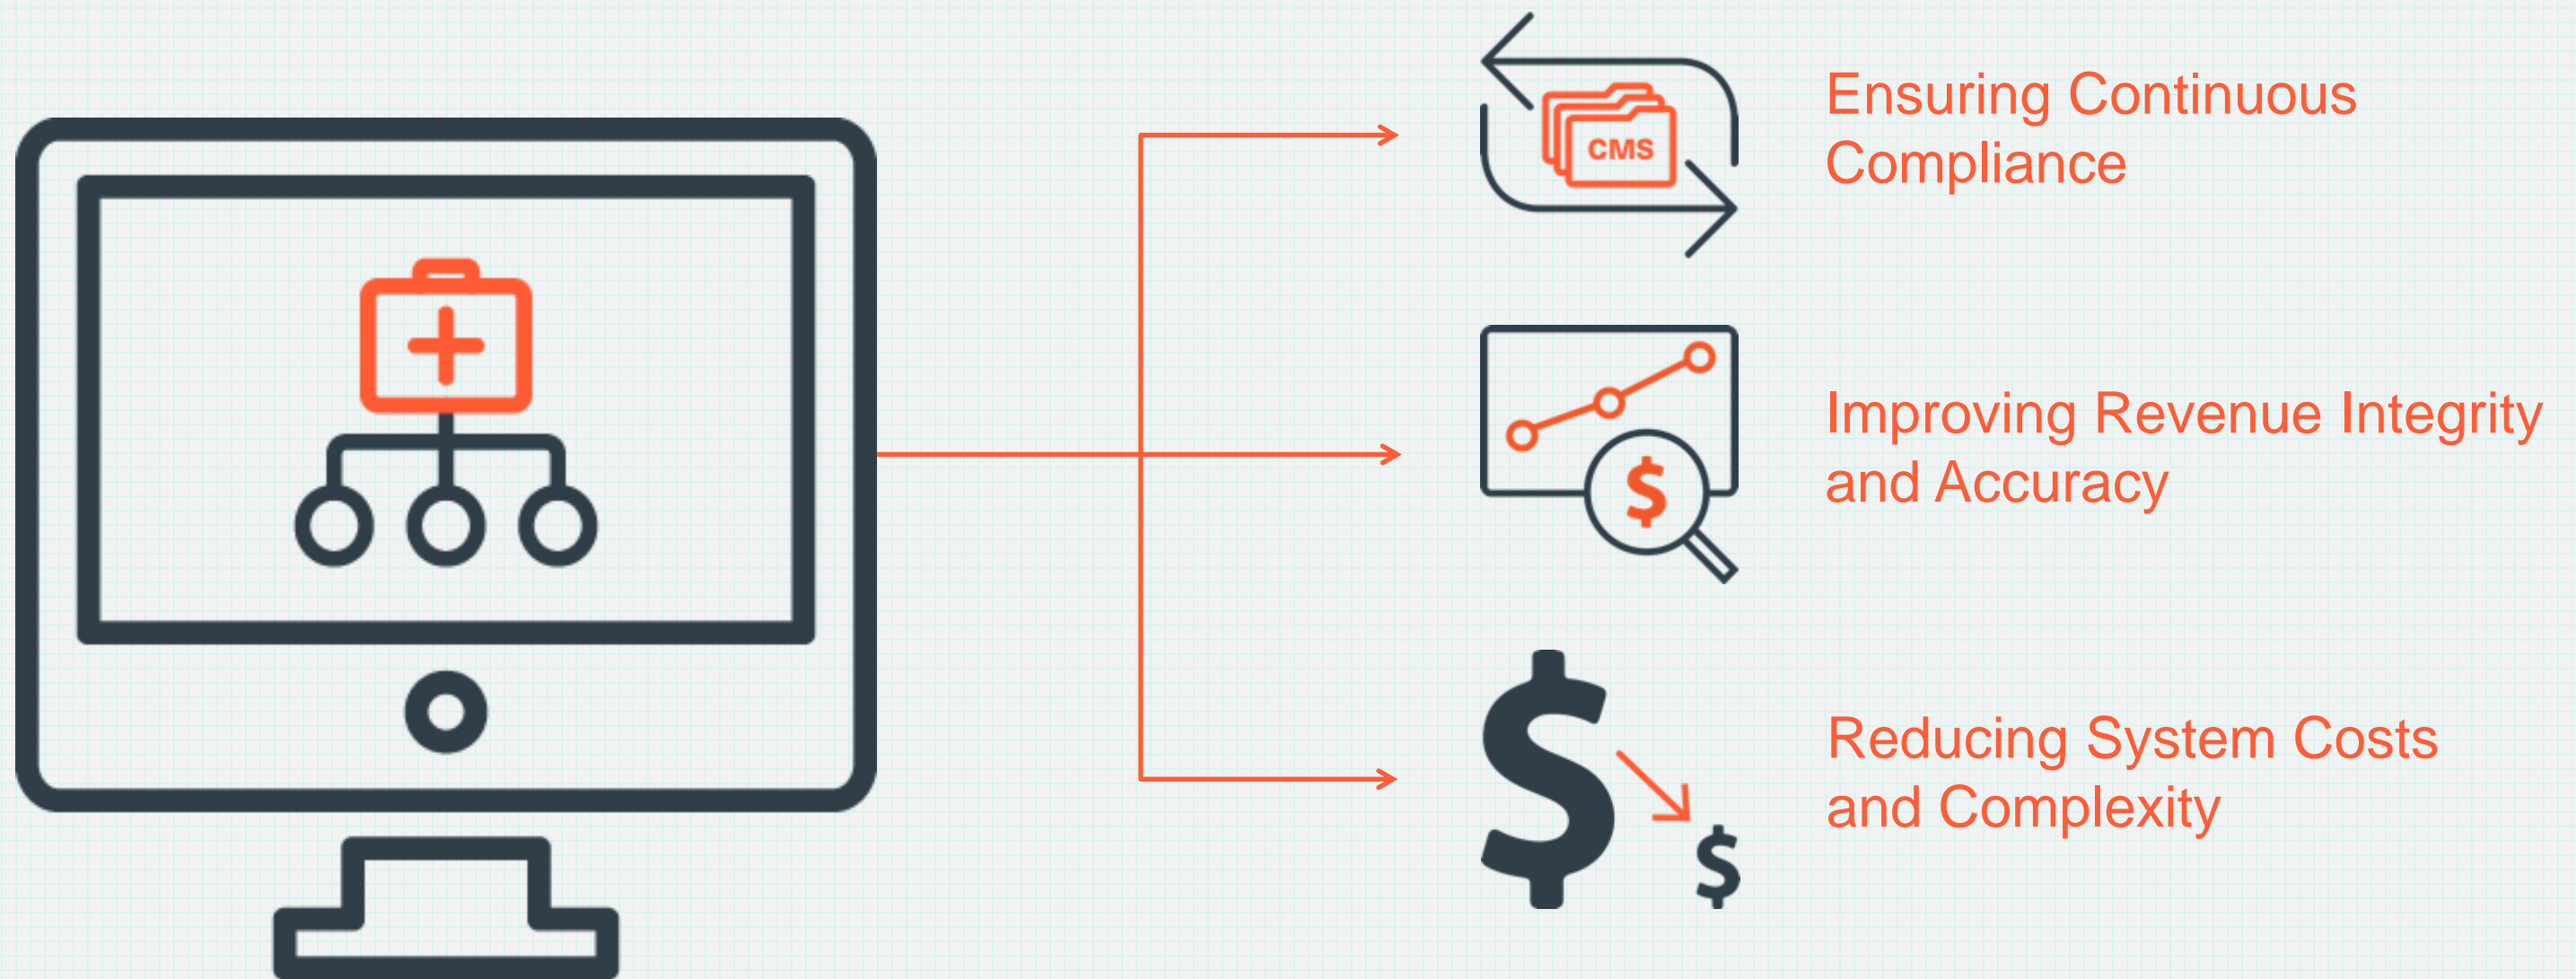 CMS
Ensuring Continuous
Compliance
$
Improving Revenue Integrity
and Accuracy
$
$
Reducing System Costs
and Complexity